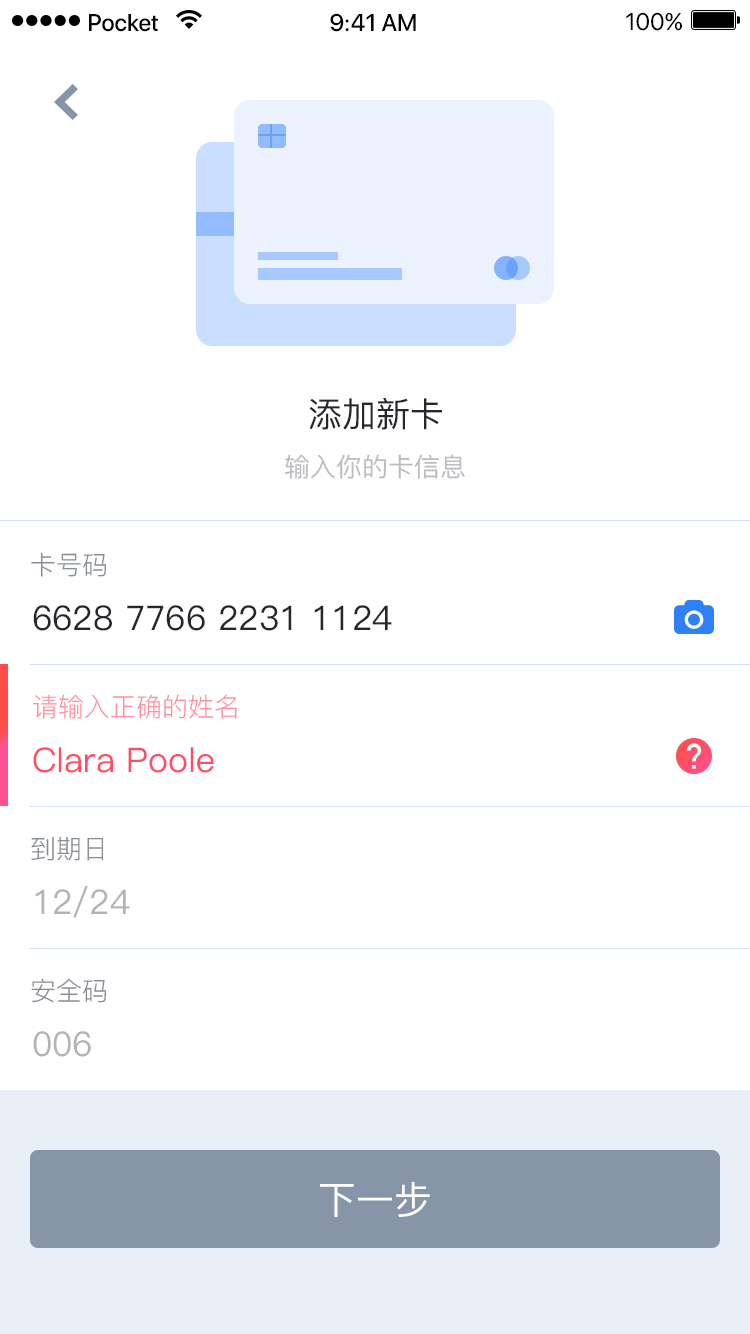 Pocket 9:41 AM 100%
添加新卡
输入你的卡信息
卡号码
6628 7766 2231 1124
请输入正确的姓名
Clara Poole
?
到期日
12/24
安全码
006
下一步